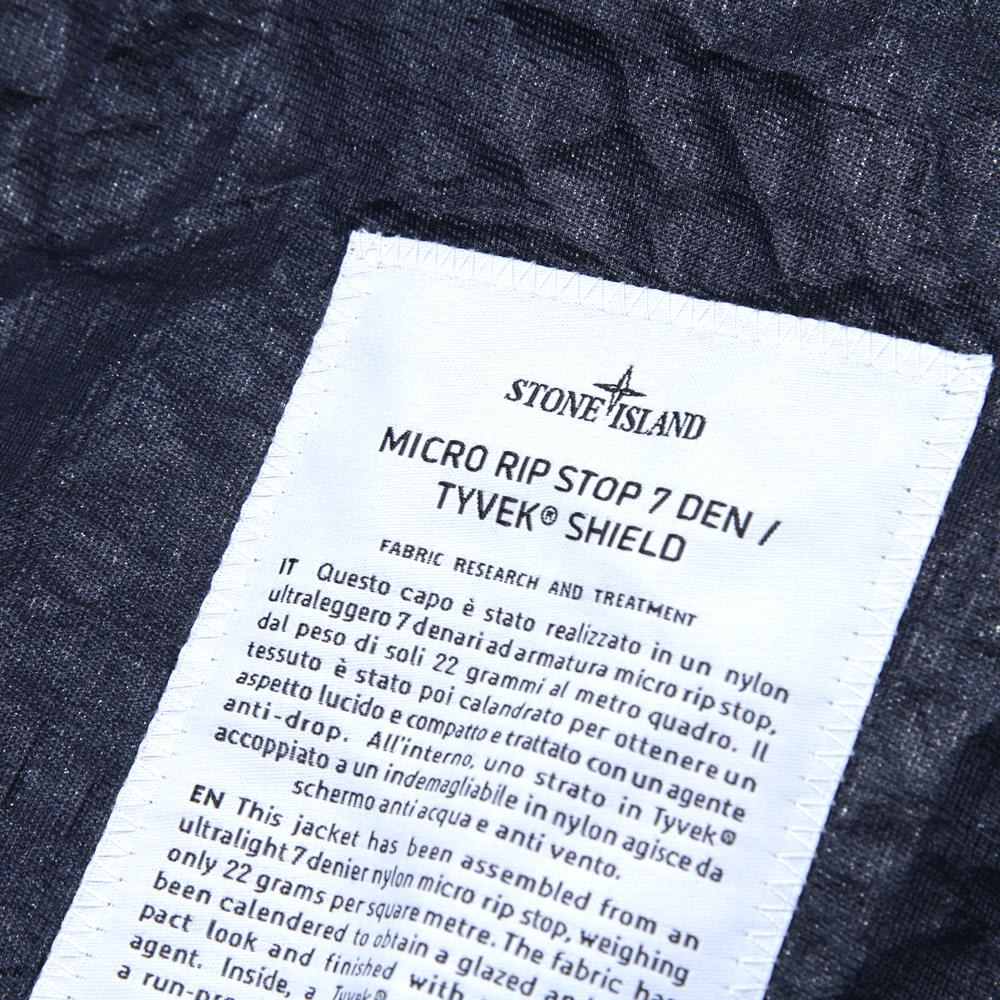 STONE ISLAND
MICRO RIP STOP 7 DEN /
TYVEK® SHIELD
FABRIC RESEARCH AND TREATMENT
IT Questo capo è stato realizzato in un nylon
ultraleggero 7 denari ad armatura micro rip stop,
dal peso di soli 22 grammi al metro quadro. Il
tessuto è stato poi calandrato per ottenere un
aspetto lucido e compatto e trattato con un agente
anti-drop. All'interno, uno strato in Tyvek®
accoppiato a un indemagliabile in nylon agisce da
schermo anti acqua e anti vento.
EN This jacket has been assembled from an
ultralight 7 denier nylon micro rip stop, weighing
only 22 grams per square metre. The fabric has
been calendered to obtain a glazed an
pact look and finished with
agent. Inside, a Tyvek®
a run-pr